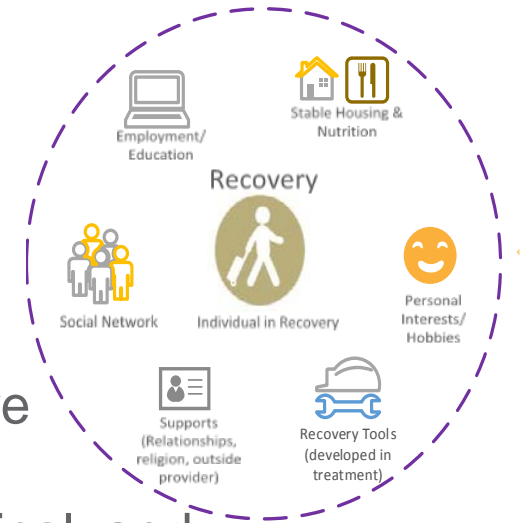 Employment/
Education
Stable Housing &
Nutrition
Recovery
Individual in Recovery
Social Network
Personal
Interests/
Hobbies
Supports
(Relationships,
religion, outside
provider)
Recovery Tools
(developed in
treatment)
and